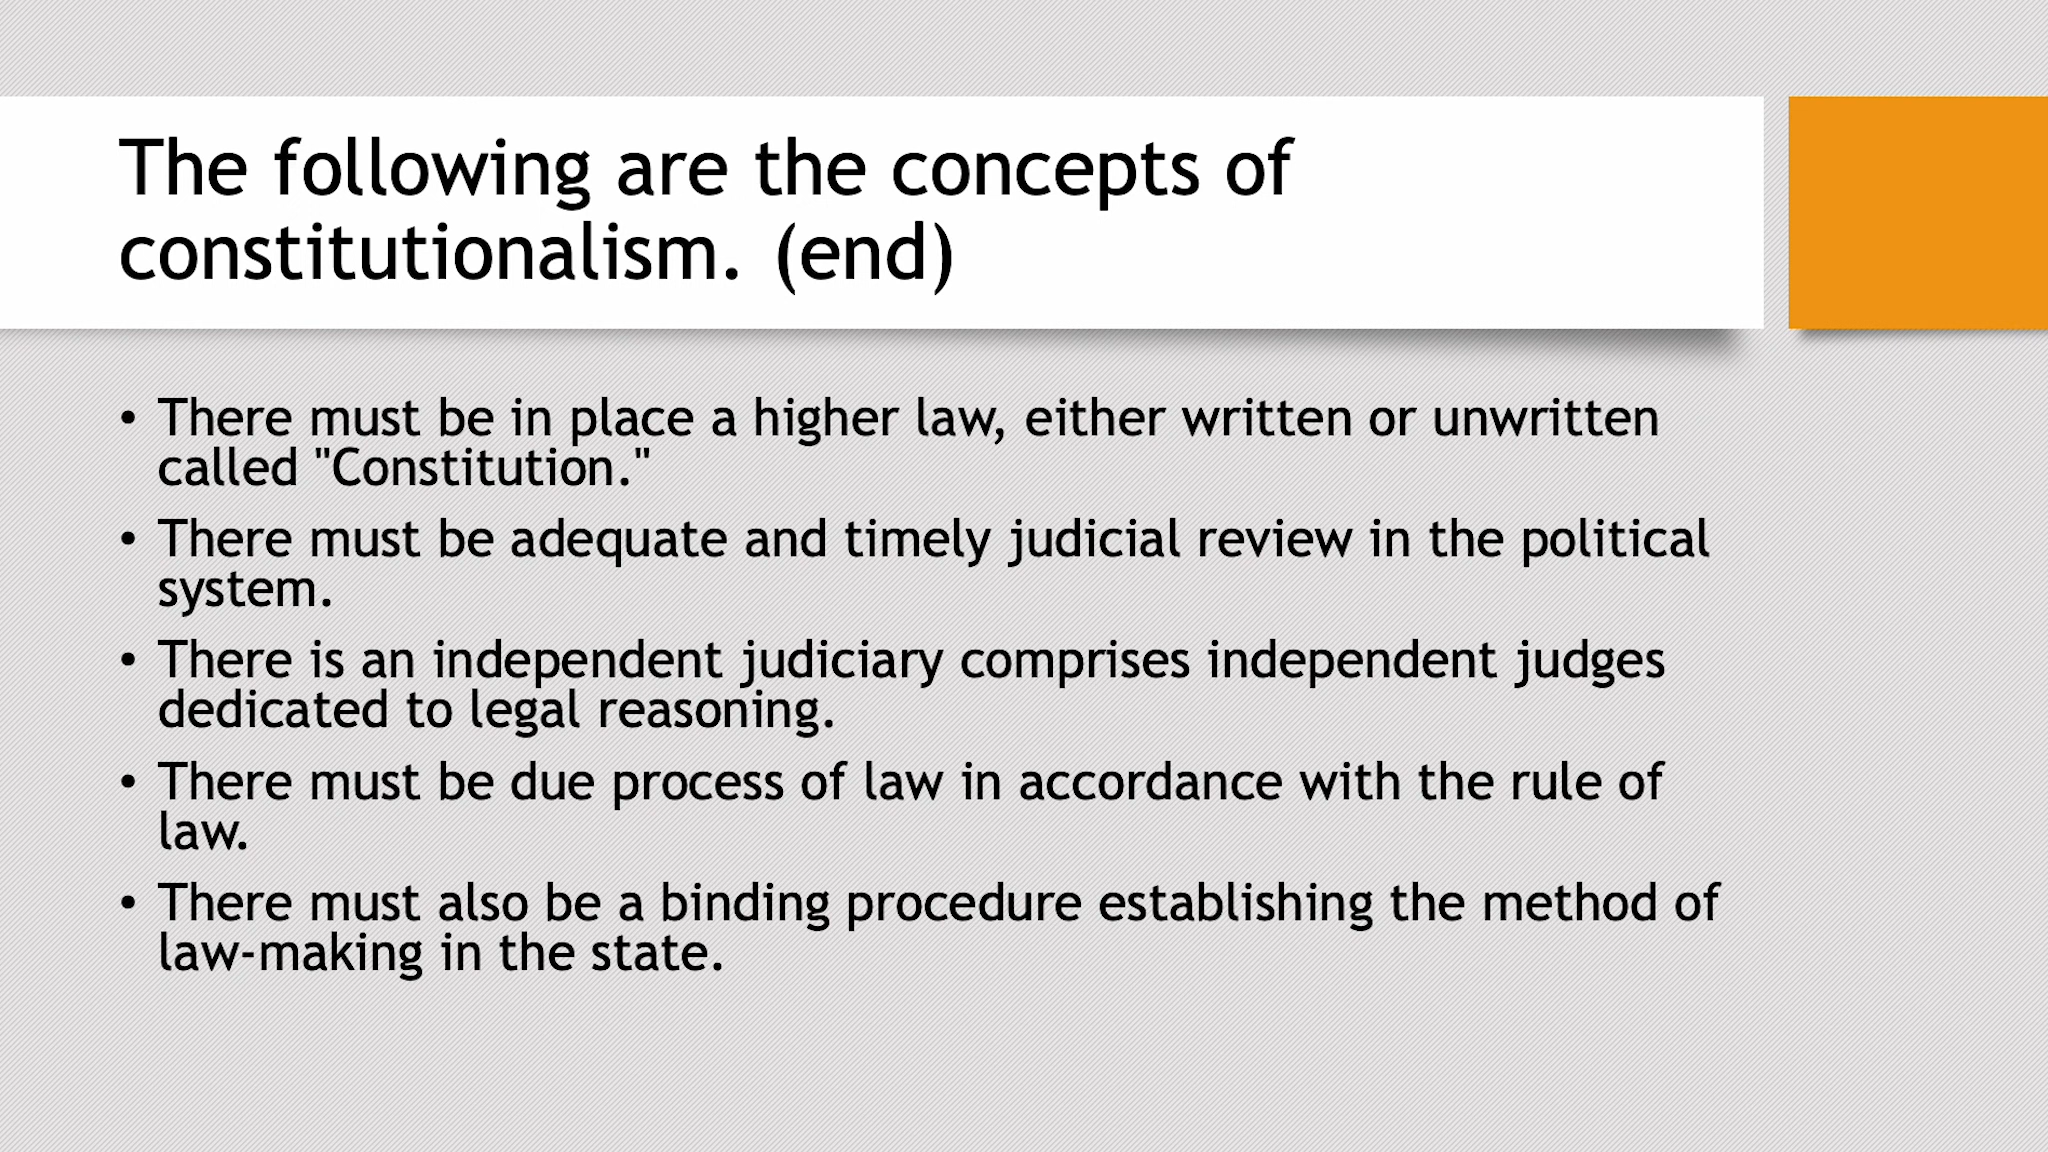 The following are the concepts of
constitutionalism. (end)
• There must be in place a higher law, either written or unwritten
called "Constitution."
• There must be adequate and timely judicial review in the political
system.
• There is an independent judiciary comprises independent judges
dedicated to legal reasoning.
• There must be due process of law in accordance with the rule of
law.
• There must also be a binding procedure establishing the method of
law-making in the state.